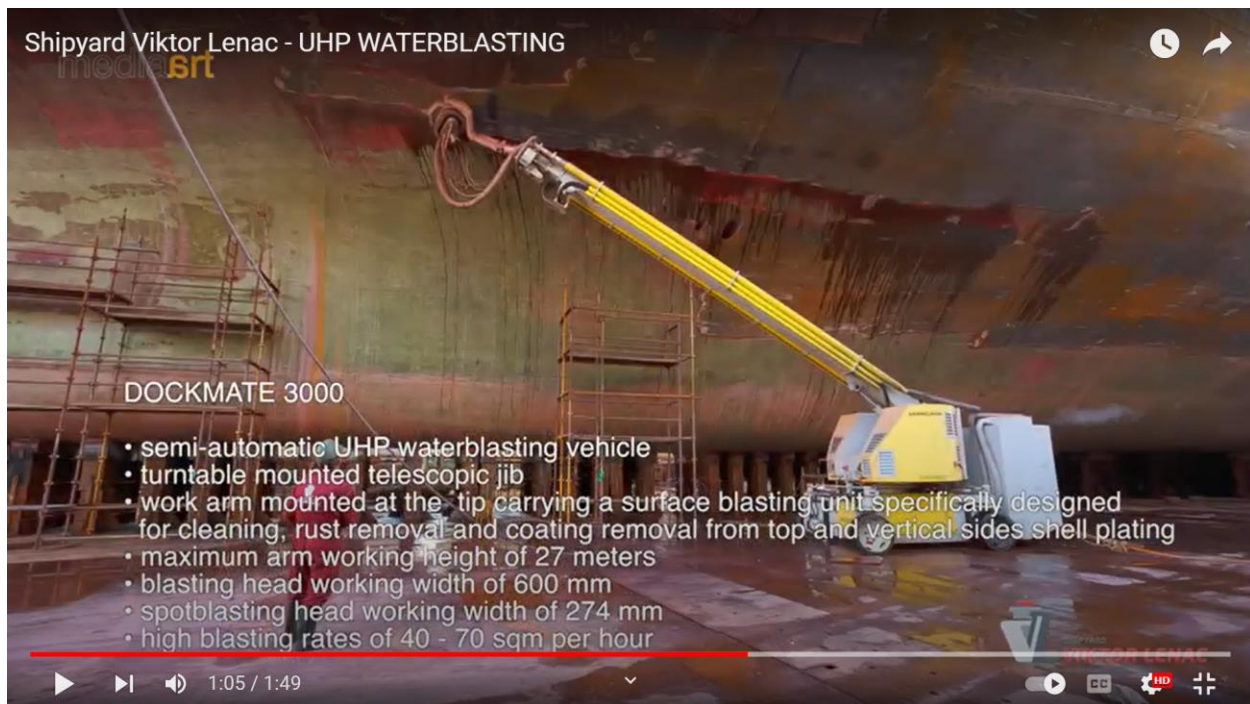 Shipyard Viktor Lenac - UHP WATERBLASTING
mediaart
DOCKMATE 3000
• semi-automatic UHP waterblasting vehicle
• turntable mounted telescopic jib
• work arm mounted at the tip carrying a surface blasting unit specifically designed
for cleaning, rust removal and coating removal from top and vertical sides shell plating
• maximum arm working height of 27 meters
• blasting head working width of 600 mm
• spotblasting head working width of 274 mm
• high blasting rates of 40 - 70 sqm per hour
VIKTOR LENAC
1:05 / 1:49
CC
HD